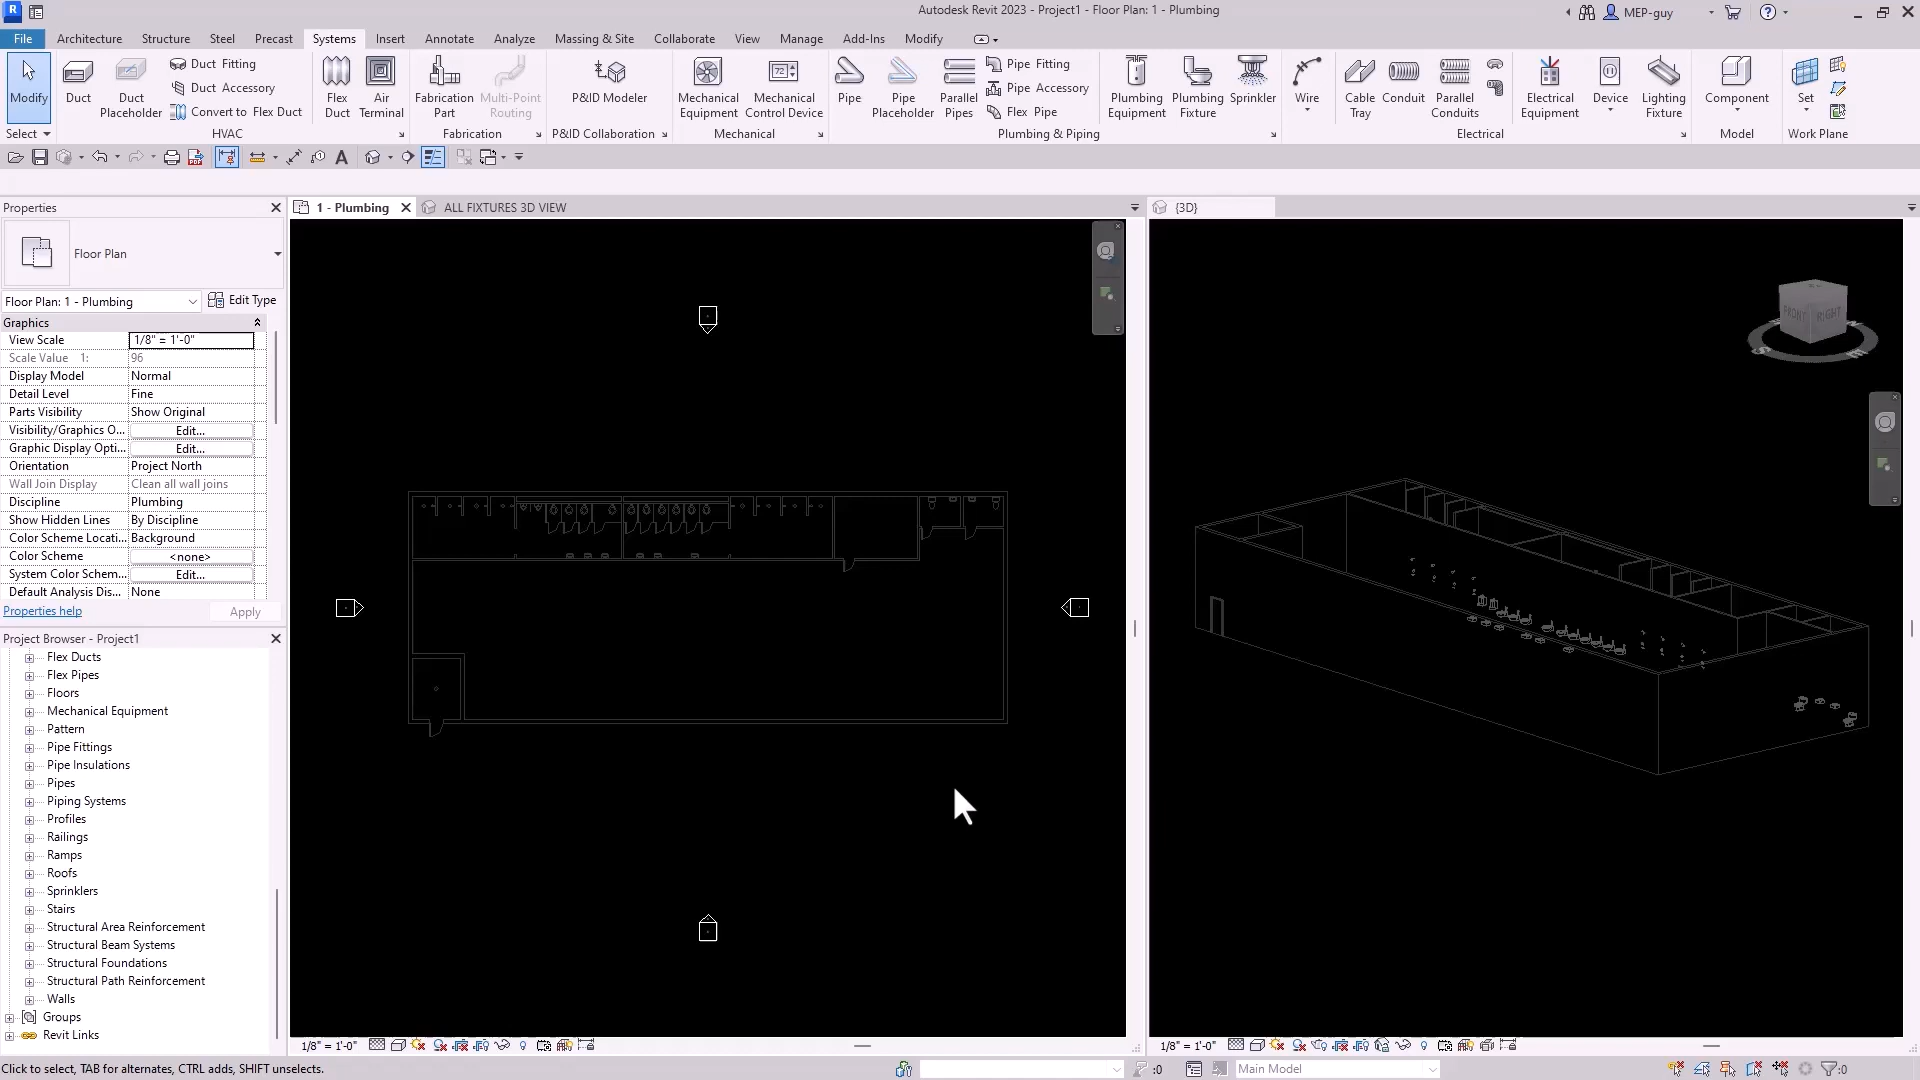 Autodesk Revit 2023 - Project1 - Floor Plan: 1 - Plumbing
MEP-guy
File Architecture Structure Steel Precast Systems Insert Annotate Analyze Massing & Site Collaborate View Manage Add-Ins Modify
Modify
Duct
Duct Placeholder
Duct Fitting
Duct Accessory
Convert to Flex Duct
Flex Duct
Air Terminal
Fabrication Part
Multi-Point Routing
P&ID Modeler
Mechanical Equipment
Mechanical Control Device
Pipe
Pipe Placeholder
Parallel Pipes
Pipe Fitting
Pipe Accessory
Flex Pipe
Plumbing Equipment
Plumbing Fixture
Sprinkler
Wire
Cable Tray
Conduit
Parallel Conduits
Electrical Equipment
Device
Lighting Fixture
Component
Set
Select HVAC Fabrication P&ID Collaboration Mechanical Plumbing & Piping Electrical Model Work Plane
Properties
1 - Plumbing
ALL FIXTURES 3D VIEW
{3D}
Floor Plan
Floor Plan: 1 - Plumbing Edit Type
Graphics
View Scale 1/8" = 1'-0"
Scale Value 1: 96
Display Model Normal
Detail Level Fine
Parts Visibility Show Original
Visibility/Graphics O... Edit...
Graphic Display Opti... Edit...
Orientation Project North
Wall Join Display Clean all wall joins
Discipline Plumbing
Show Hidden Lines By Discipline
Color Scheme Locati... Background
Color Scheme <none>
System Color Schem... Edit...
Default Analysis Dis... None
Properties help Apply
Project Browser - Project1
Flex Ducts
Flex Pipes
Floors
Mechanical Equipment
Pattern
Pipe Fittings
Pipe Insulations
Pipes
Piping Systems
Profiles
Railings
Ramps
Roofs
Sprinklers
Stairs
Structural Area Reinforcement
Structural Beam Systems
Structural Foundations
Structural Path Reinforcement
Walls
Groups
Revit Links
FRONT RIGHT
1/8" = 1'-0"
1/8" = 1'-0"
Click to select, TAB for alternates, CTRL adds, SHIFT unselects.
:0
Main Model
:0